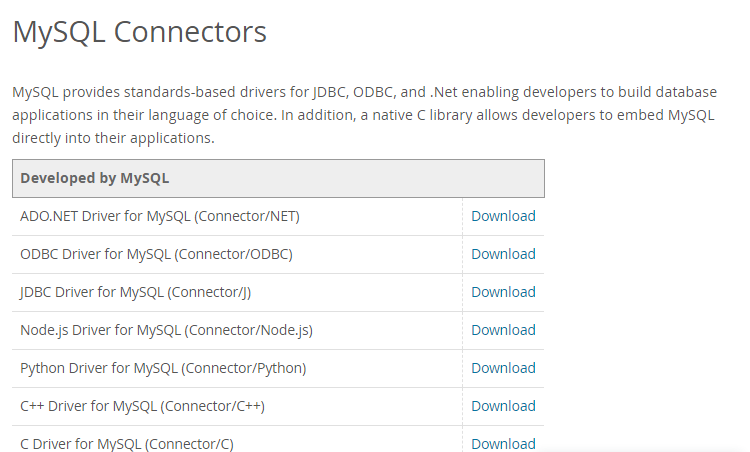 MySQL Connectors
MySQL provides standards-based drivers for JDBC, ODBC, and .Net enabling developers to build database
applications in their language of choice. In addition, a native C library allows developers to embed MySQL
directly into their applications.
Developed by MySQL
ADO.NET Driver for MySQL (Connector/NET) Download
ODBC Driver for MySQL (Connector/ODBC) Download
JDBC Driver for MySQL (Connector/J) Download
Node.js Driver for MySQL (Connector/Node.js) Download
Python Driver for MySQL (Connector/Python) Download
C++ Driver for MySQL (Connector/C++) Download
C Driver for MySQL (Connector/C) Download